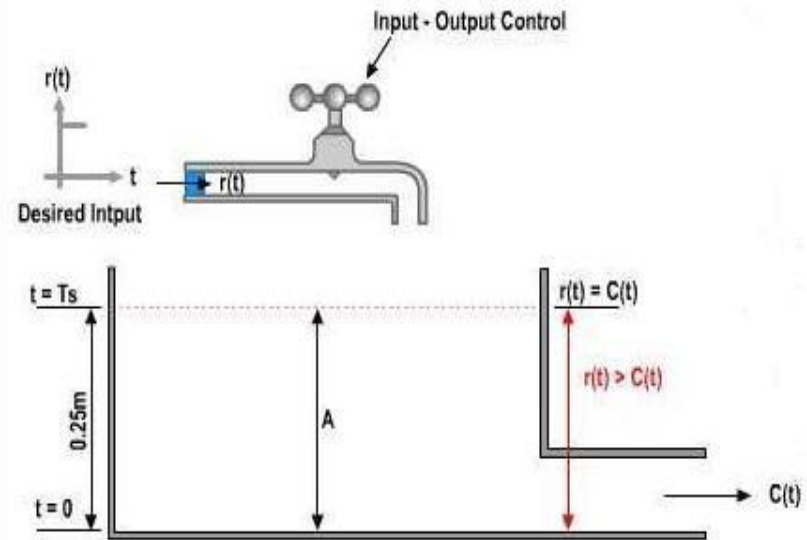 Input - Output Control
r(t)
t
r(t)
Desired Intput
t = Ts
r(t) = C(t)
r(t) > C(t)
0.25m
A
t = 0
C(t)